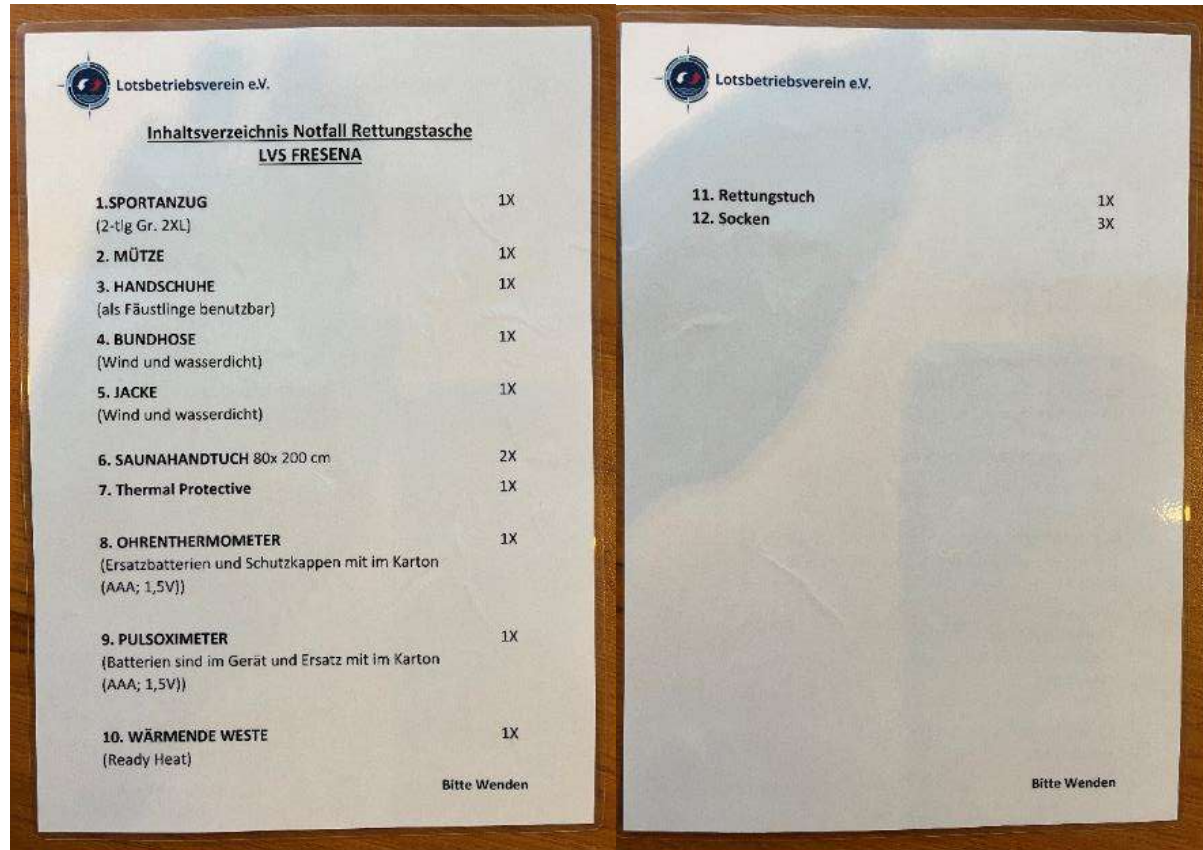 Lotsbetriebsverein e.V.
Inhaltsverzeichnis Notfall Rettungstasche
LVS FRESENA
1.SPORTANZUG 1X
(2-tlg Gr. 2XL)
2. MÜTZE 1X
3. HANDSCHUHE 1X
(als Fäustlinge benutzbar)
4. BUNDHOSE 1X
(Wind und wasserdicht)
5. JACKE 1X
(Wind und wasserdicht)
6. SAUNAHANDTUCH 80x 200 cm 2X
7. Thermal Protective 1X
8. OHRENTHERMOMETER 1X
(Ersatzbatterien und Schutzkappen mit im Karton
(AAA; 1,5V))
9. PULSOXIMETER 1X
(Batterien sind im Gerät und Ersatz mit im Karton
(AAA; 1,5V))
10. WÄRMENDE WESTE 1X
(Ready Heat)
Bitte Wenden
Lotsbetriebsverein e.V.
11. Rettungstuch 1X
12. Socken 3X
Bitte Wenden